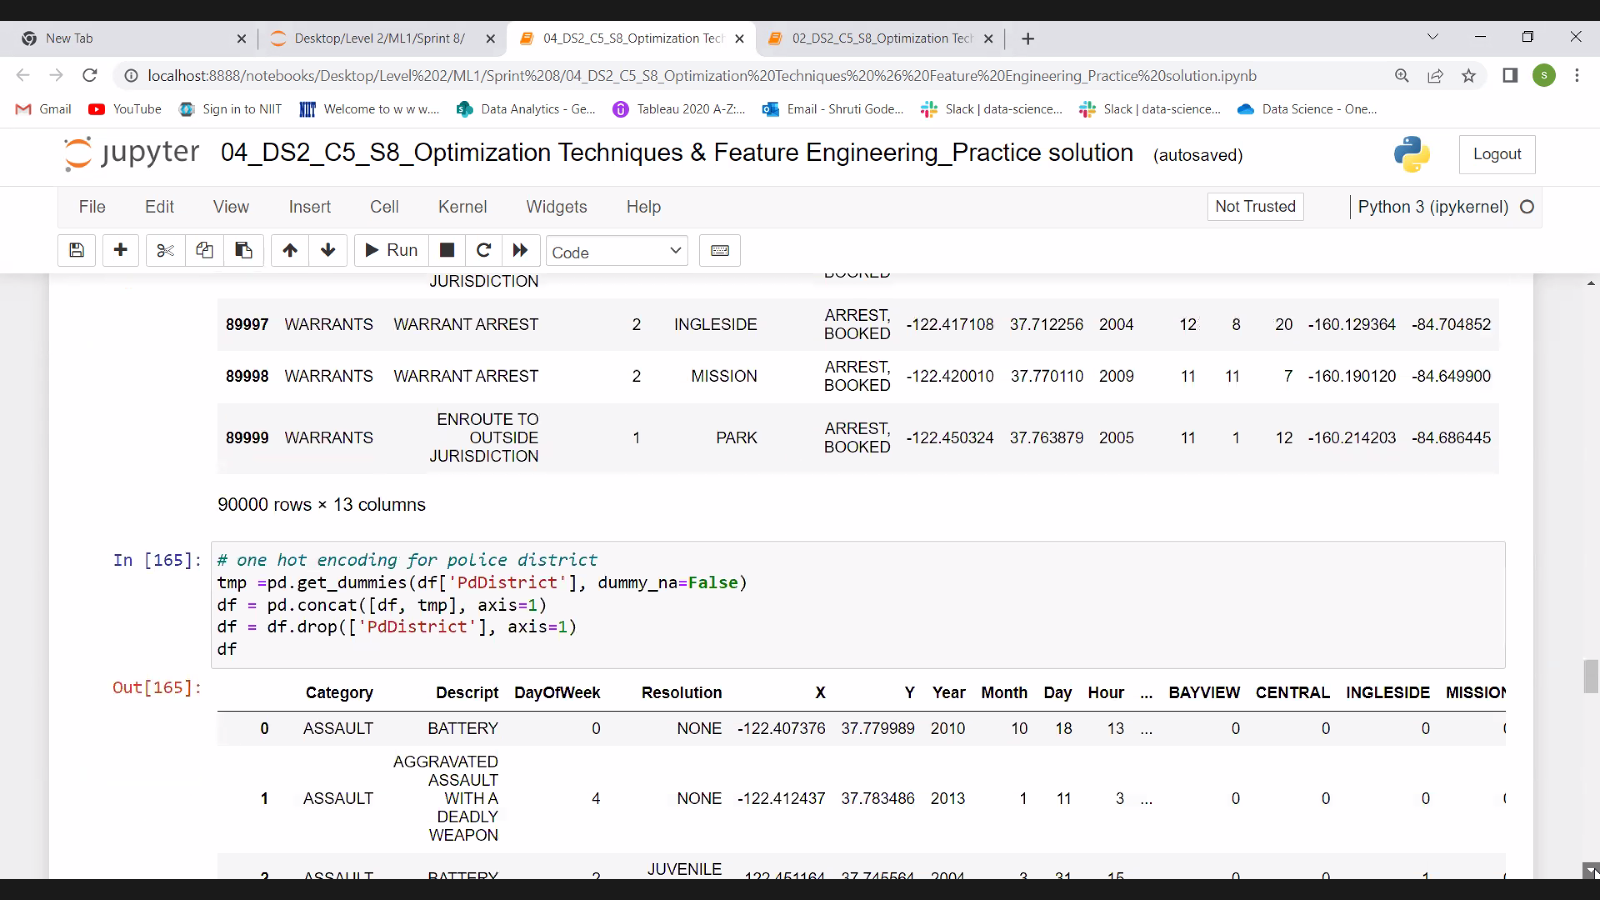 New Tab
Desktop/Level 2/ML1/Sprint 8/
04_DS2_C5_S8_Optimization Tech
02_DS2_C5_S8_Optimization Tech
localhost:8888/notebooks/Desktop/Level%202/ML1/Sprint%208/04_DS2_C5_S8_Optimization%20Techniques%20%26%20Feature%20Engineering_Practice%20solution.ipynb
S
Gmail YouTube Sign in to NIIT Welcome to w w w.... Data Analytics - Ge... Tableau 2020 A-Z:... Email - Shruti Gode... Slack | data-science... Slack | data-science... Data Science - One...
jupyter 04_DS2_C5_S8_Optimization Techniques & Feature Engineering_Practice solution (autosaved) Logout
File Edit View Insert Cell Kernel Widgets Help Not Trusted Python 3 (ipykernel)
Run Code
BOOKED
JURISDICTION
89997 WARRANTS WARRANT ARREST 2 INGLESIDE ARREST, BOOKED -122.417108 37.712256 2004 12 8 20 -160.129364 -84.704852
89998 WARRANTS WARRANT ARREST 2 MISSION ARREST, BOOKED -122.420010 37.770110 2009 11 11 7 -160.190120 -84.649900
89999 WARRANTS ENROUTE TO OUTSIDE JURISDICTION 1 PARK ARREST, BOOKED -122.450324 37.763879 2005 11 1 12 -160.214203 -84.686445
90000 rows × 13 columns
In [165]: # one hot encoding for police district
tmp =pd.get_dummies(df['PdDistrict'], dummy_na=False)
df = pd.concat([df, tmp], axis=1)
df = df.drop(['PdDistrict'], axis=1)
df
Out[165]:
Category Descript DayOfWeek Resolution X Y Year Month Day Hour ... BAYVIEW CENTRAL INGLESIDE MISSION
0 ASSAULT BATTERY 0 NONE -122.407376 37.779989 2010 10 18 13 ... 0 0 0
1 ASSAULT AGGRAVATED ASSAULT WITH A DEADLY WEAPON 4 NONE -122.412437 37.783486 2013 1 11 3 ... 0 0 0
2 ASSAULT BATTERY 2 JUVENILE -122.451164 37.745564 2004 3 31 15 ... 0 0 1